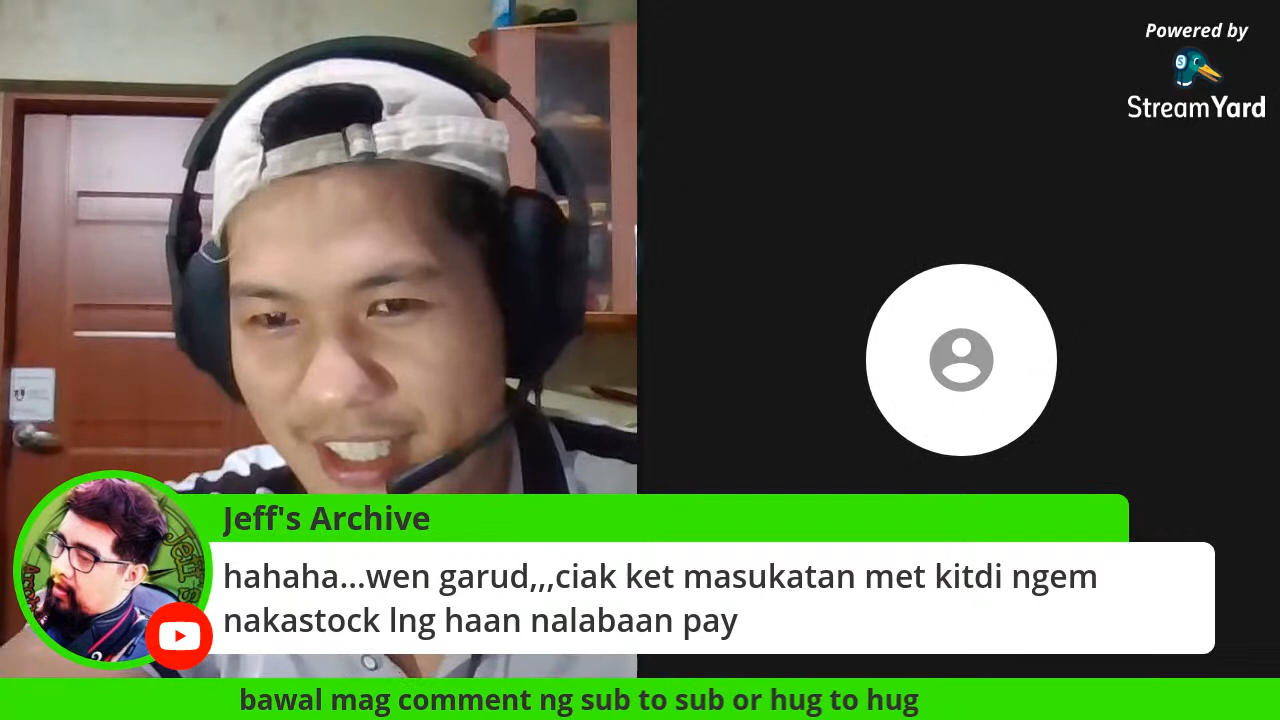 Powered by
StreamYard
Jeff's Archive
hahaha...wen garud,,,ciak ket masukatan met kitdi ngem
nakastock lng haan nalabaan pay
bawal mag comment ng sub to sub or hug to hug